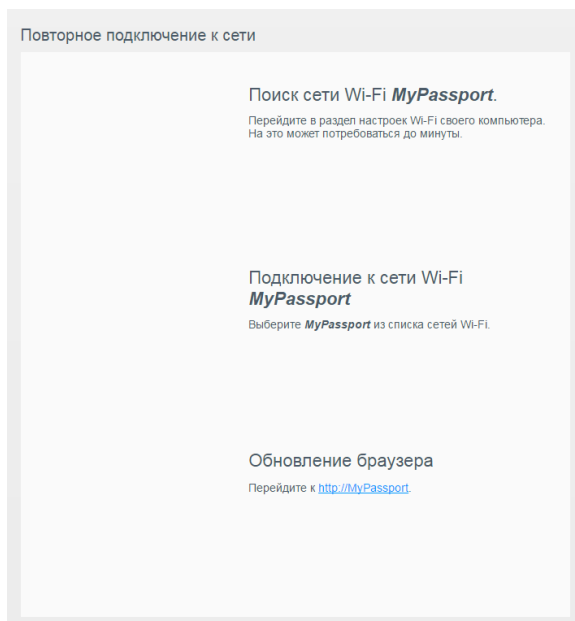 Повторное подключение к сети
Поиск сети Wi-Fi MyPassport.
Перейдите в раздел настроек Wi-Fi своего компьютера.
На это может потребоваться до минуты.
Подключение к сети Wi-Fi
MyPassport
Выберите MyPassport из списка сетей Wi-Fi.
Обновление браузера
Перейдите к http://MyPassport.